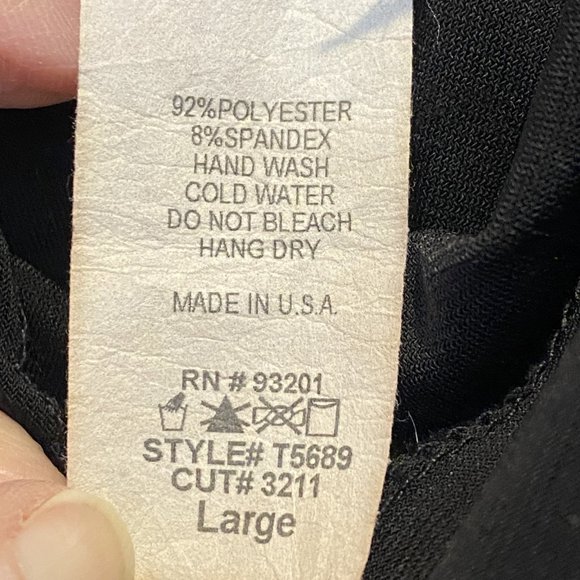 92%POLYESTER
8%SPANDEX
HAND WASH
COLD WATER
DO NOT BLEACH
HANG DRY
MADE IN U.S.A.
RN # 93201
STYLE# T5689
CUT# 3211
Large